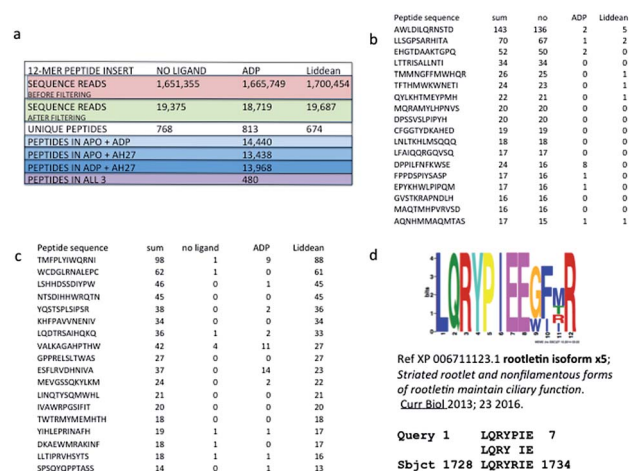 a
12-MER PEPTIDE INSERT NO LIGAND ADP Liddean
SEQUENCE READS BEFORE FILTERING 1,651,355 1,665,749 1,700,454
SEQUENCE READS AFTER FILTERING 19,375 18,719 19,687
UNIQUE PEPTIDES 768 813 674
PEPTIDES IN APO + ADP 14,440
PEPTIDES IN APO + AH27 13,438
PEPTIDES IN ADP + AH27 13,968
PEPTIDES IN ALL 3 480
b
Peptide sequence sum no ADP Liddean
AWLDILQRNSTD 143 136 2 5
LLSGPSARHITA 70 67 1 2
EHGTDAAKTGPQ 52 50 2 0
LTTRISALLNTI 34 34 0 0
TMMNGFFMWHQR 26 25 0 1
TFTHMWKWNETI 24 23 0 1
QYLKHTMEYPMH 22 21 0 1
MQRAMYLHPNVS 20 20 0 0
DPSSVSLPIPYH 20 20 0 0
CFGGTYDKAHED 19 19 0 0
LNLTKHLMSQQQ 18 18 0 0
LFAIQQRGQVSQ 17 17 0 0
DPPILFNFKWSE 24 16 8 0
FPPDSPIYSASP 17 16 1 0
EPYKHWLPIPQM 17 16 1 0
GVSTKRAPNDLH 16 16 0 0
MAQTMHPVRVSD 16 16 0 0
AQNHMMAQMTAS 17 15 1 1
c
Peptide sequence sum no ligand ADP Liddean
TMFPLYIWQRNI 98 1 9 88
WCDGLRNALEPC 62 1 0 61
LSHHDSSDIYPW 46 0 1 45
NTSDIHHWRQTN 45 0 0 45
YQSTSPLSIPSR 38 0 2 36
KHFPAVVNENIV 34 0 0 34
LQDTRSAIHQKQ 36 1 2 33
VALKAGAHPTHW 42 4 11 27
GPPRELSLTWAS 27 0 0 27
ESFLRVDHNIVA 37 0 14 23
MEVGSSQKYLKM 24 0 2 22
LINQTYSQMWHL 21 0 0 21
IVAWRPGSIFIT 20 0 0 20
TWTRMYMEMHTH 18 0 0 18
YIHLEPRINAFH 19 1 1 17
DKAEWMRAKINF 18 1 0 17
LLTIPRVHSYTS 18 1 1 16
SPSQYQPPTASS 14 0 1 13
d
Ref XP 006711123.1 rootletin isoform x5;
Striated rootlet and nonfilamentous forms
of rootletin maintain ciliary function.
Curr Biol 2013; 23 2016.
Query 1 LQRYPIE 7
LQRY IE
Sbjct 1728 LQRYQIE 1734